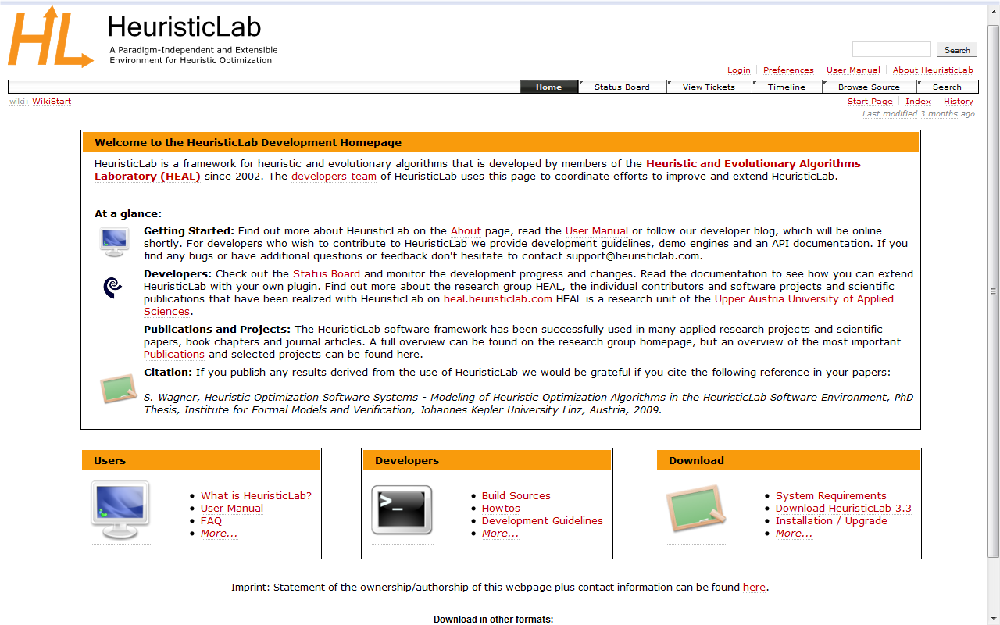 HL
HeuristicLab
A Paradigm-Independent and Extensible
Environment for Heuristic Optimization
Search
Login Preferences User Manual About HeuristicLab
Home Status Board View Tickets Timeline Browse Source Search
wiki: WikiStart
Start Page Index History
Last modified 3 months ago
Welcome to the HeuristicLab Development Homepage
HeuristicLab is a framework for heuristic and evolutionary algorithms that is developed by members of the Heuristic and Evolutionary Algorithms
Laboratory (HEAL) since 2002. The developers team of HeuristicLab uses this page to coordinate efforts to improve and extend HeuristicLab.
At a glance:
Getting Started: Find out more about HeuristicLab on the About page, read the User Manual or follow our developer blog, which will be online
shortly. For developers who wish to contribute to HeuristicLab we provide development guidelines, demo engines and an API documentation. If you
find any bugs or have additional questions or feedback don't hesitate to contact support@heuristiclab.com.
Developers: Check out the Status Board and monitor the development progress and changes. Read the documentation to see how you can extend
HeuristicLab with your own plugin. Find out more about the research group HEAL, the individual contributors and software projects and scientific
publications that have been realized with HeuristicLab on heal.heuristiclab.com HEAL is a research unit of the Upper Austria University of Applied
Sciences.
Publications and Projects: The HeuristicLab software framework has been successfully used in many applied research projects and scientific
papers, book chapters and journal articles. A full overview can be found on the research group homepage, but an overview of the most important
Publications and selected projects can be found here.
Citation: If you publish any results derived from the use of HeuristicLab we would be grateful if you cite the following reference in your papers:
S. Wagner, Heuristic Optimization Software Systems - Modeling of Heuristic Optimization Algorithms in the HeuristicLab Software Environment, PhD
Thesis, Institute for Formal Models and Verification, Johannes Kepler University Linz, Austria, 2009.
Users
What is HeuristicLab?
User Manual
FAQ
More...
Developers
>_
Build Sources
Howtos
Development Guidelines
More...
Download
System Requirements
Download HeuristicLab 3.3
Installation / Upgrade
More...
Imprint: Statement of the ownership/authorship of this webpage plus contact information can be found here.
Download in other formats: